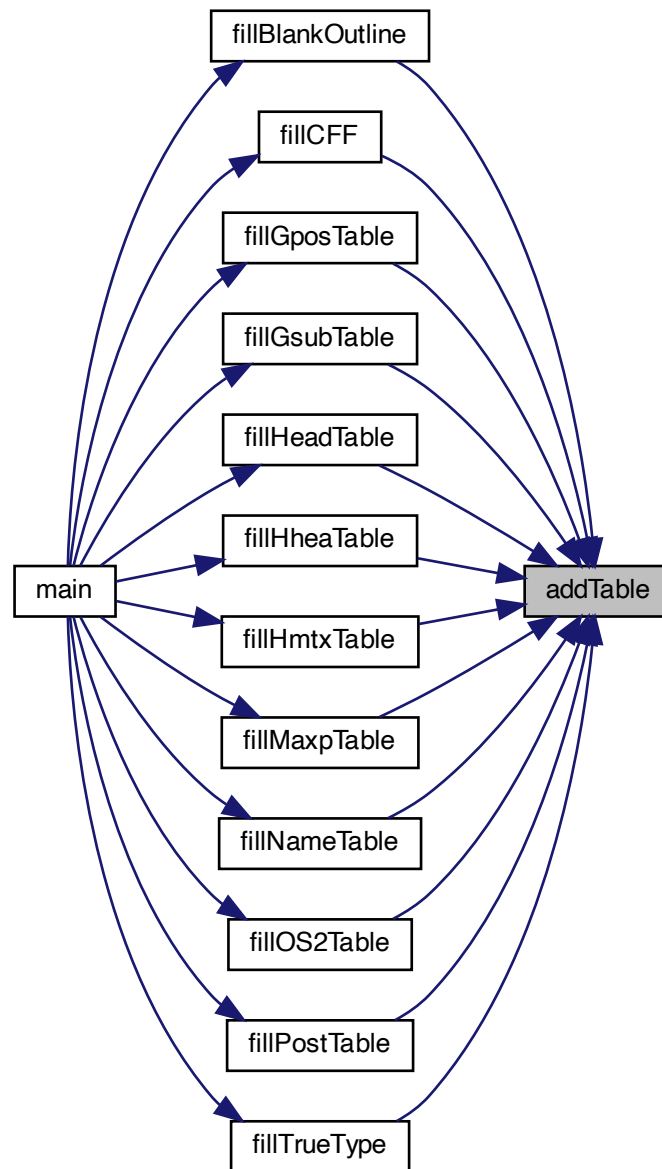 fillBlankOutline
fillCFF
fillGposTable
fillGsubTable
fillHeadTable
fillHheaTable
main
addTable
fillHmtxTable
fillMaxpTable
fillNameTable
fillOS2Table
fillPostTable
fillTrueType